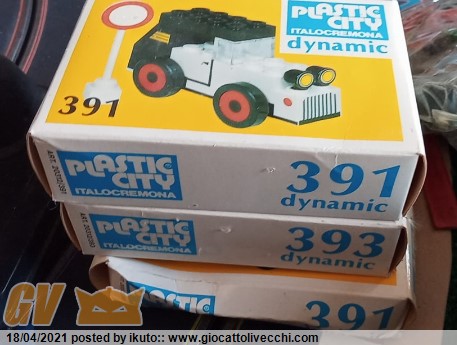 PLASTIC
CITY
ITALOCREMONA
dynamic
391
PLASTIC
CITY
ITALOCREMONA
391
dynamic
PLASTIC
CITY
ITALOCREMONA
393
dynamic
PLASTIC
391
GV
18/04/2021 posted by ikuto:: www.giocattolivecchi.com